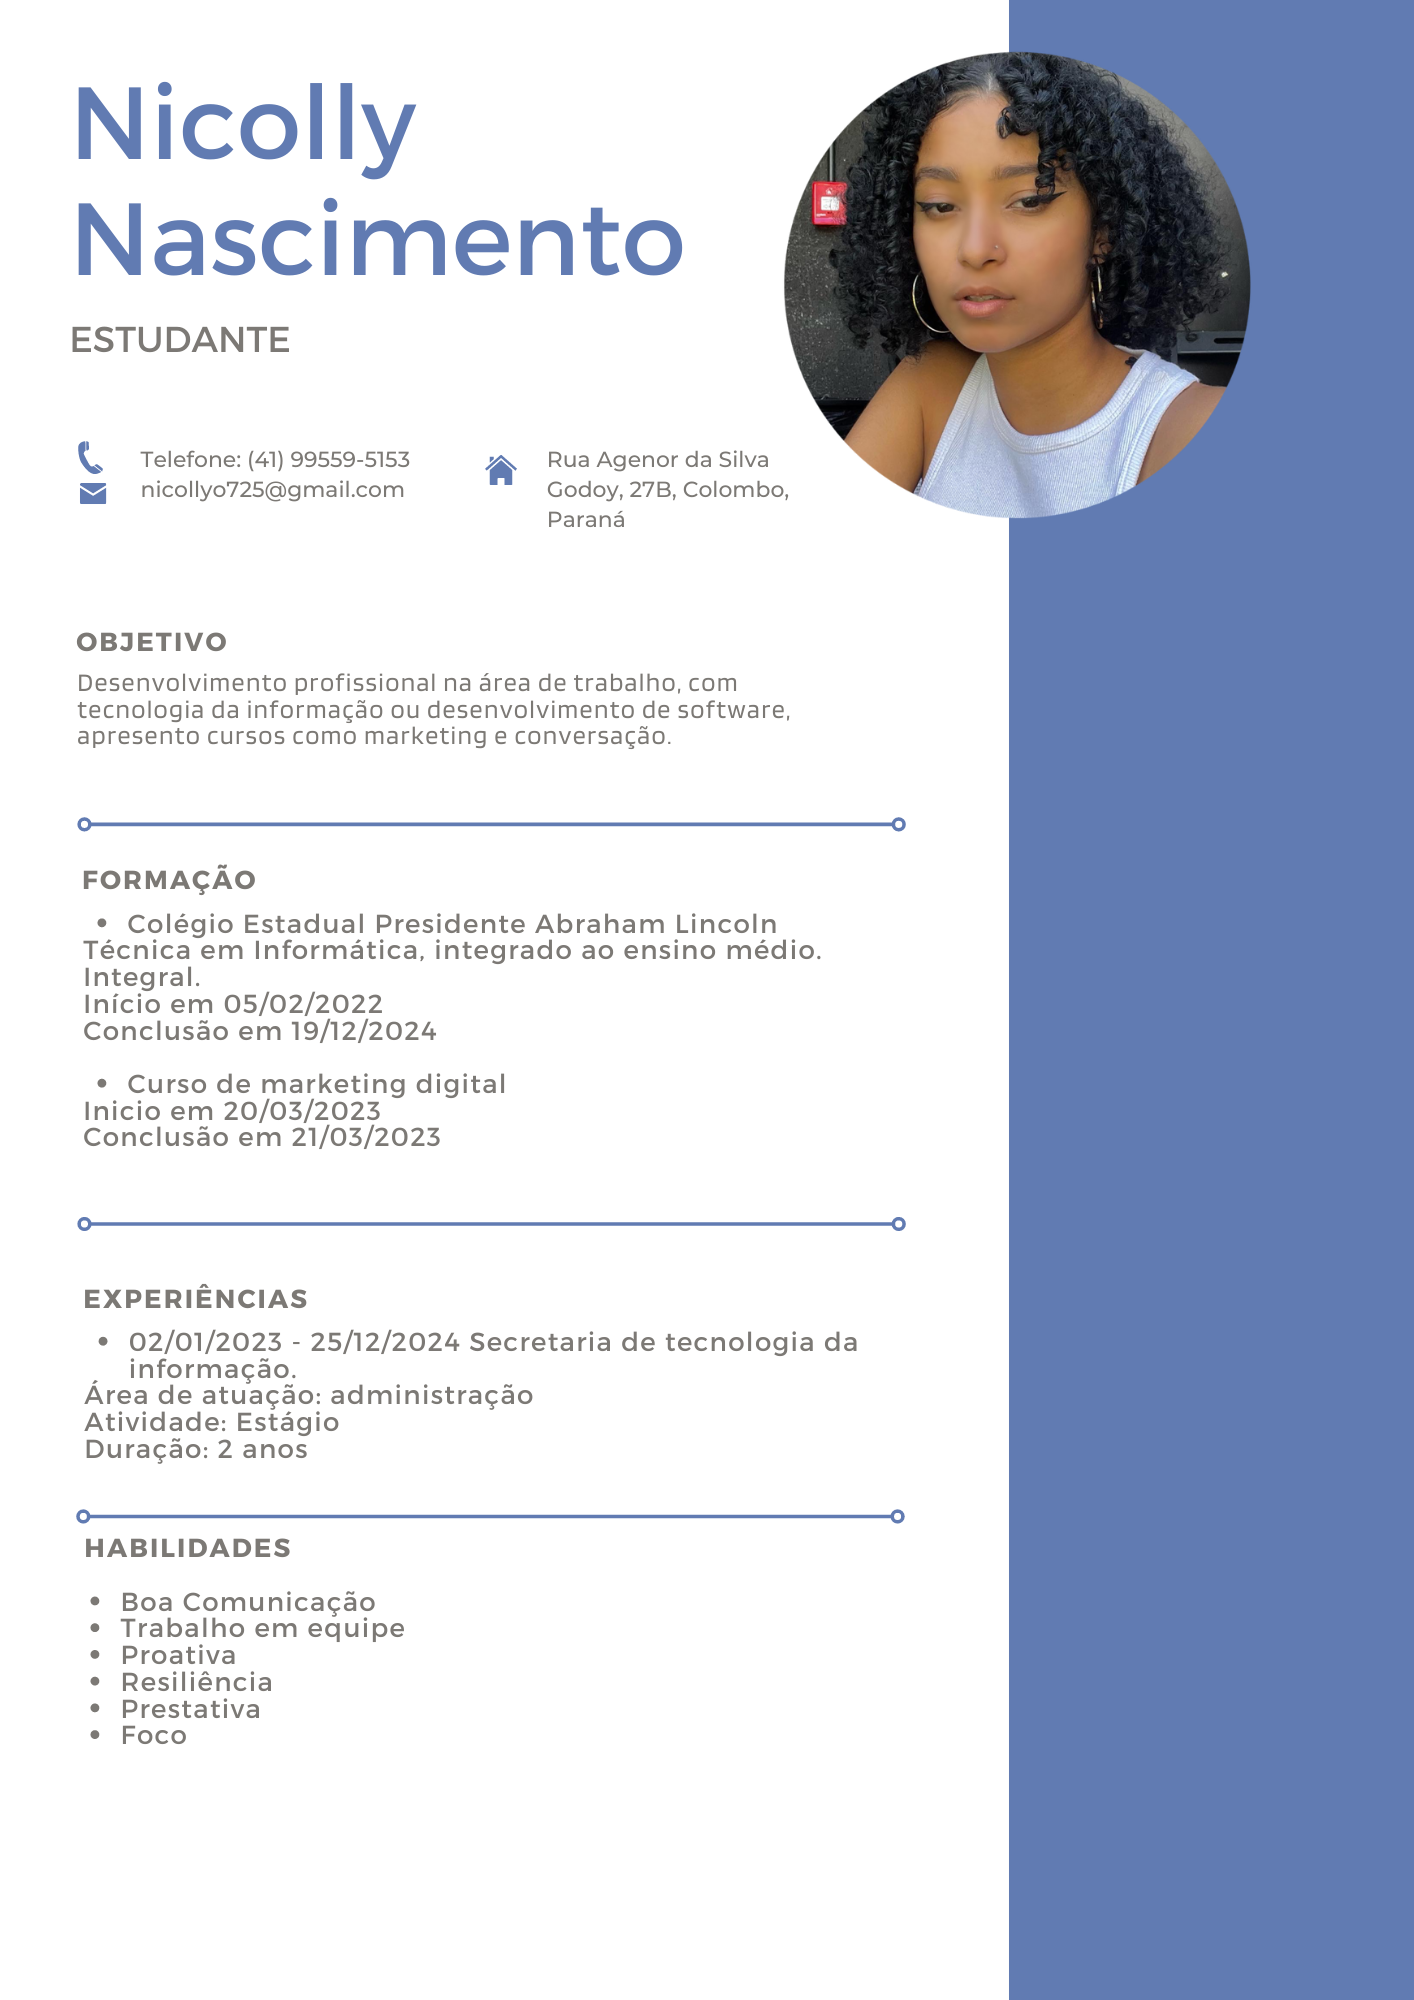 Nicolly
Nascimento
ESTUDANTE
Telefone: (41) 99559-5153
nicollyo725@gmail.com
Rua Agenor da Silva
Godoy, 27B, Colombo,
Paraná
OBJETIVO
Desenvolvimento profissional na área de trabalho, com
tecnologia da informação ou desenvolvimento de software,
apresento cursos como marketing e conversação.
FORMAÇÃO
• Colégio Estadual Presidente Abraham Lincoln
Técnica em Informática, integrado ao ensino médio.
Integral.
Início em 05/02/2022
Conclusão em 19/12/2024
• Curso de marketing digital
Inicio em 20/03/2023
Conclusão em 21/03/2023
EXPERIÊNCIAS
• 02/01/2023 - 25/12/2024 Secretaria de tecnologia da
informação.
Área de atuação: administração
Atividade: Estágio
Duração: 2 anos
HABILIDADES
• Boa Comunicação
• Trabalho em equipe
• Proativa
• Resiliência
• Prestativa
• Foco